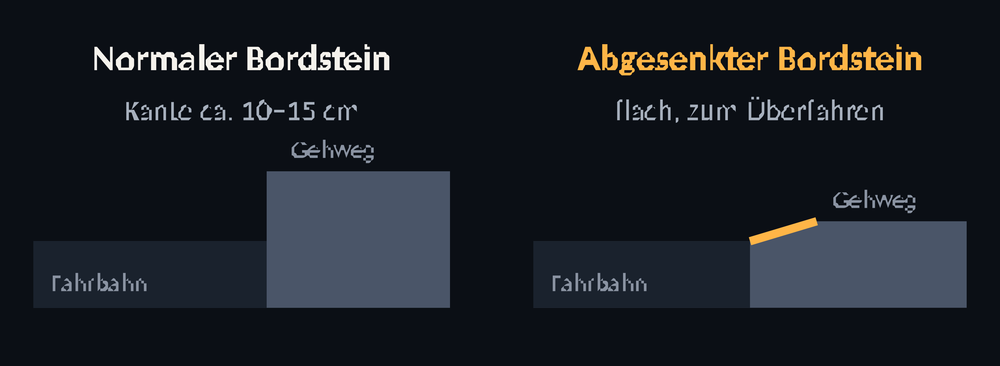 Normaler Bordstein
Kante ca. 10–15 cm
Gehweg
Fahrbahn
Abgesenkter Bordstein
flach, zum Überfahren
Gehweg
Fahrbahn